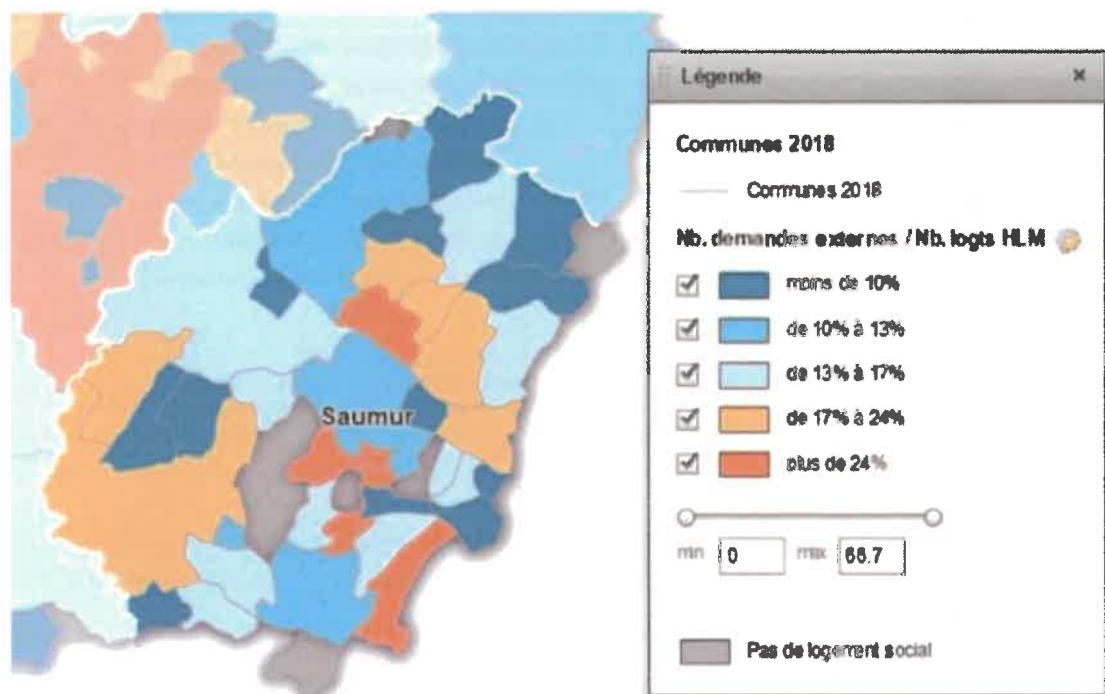 Saumur
Légende ×
Communes 2018
Communes 2018
Nb. demandes externes / Nb. logts HLM
moins de 10%
de 10% à 13%
de 13% à 17%
de 17% à 24%
plus de 24%
min 0 max 66.7
Pas de logement social